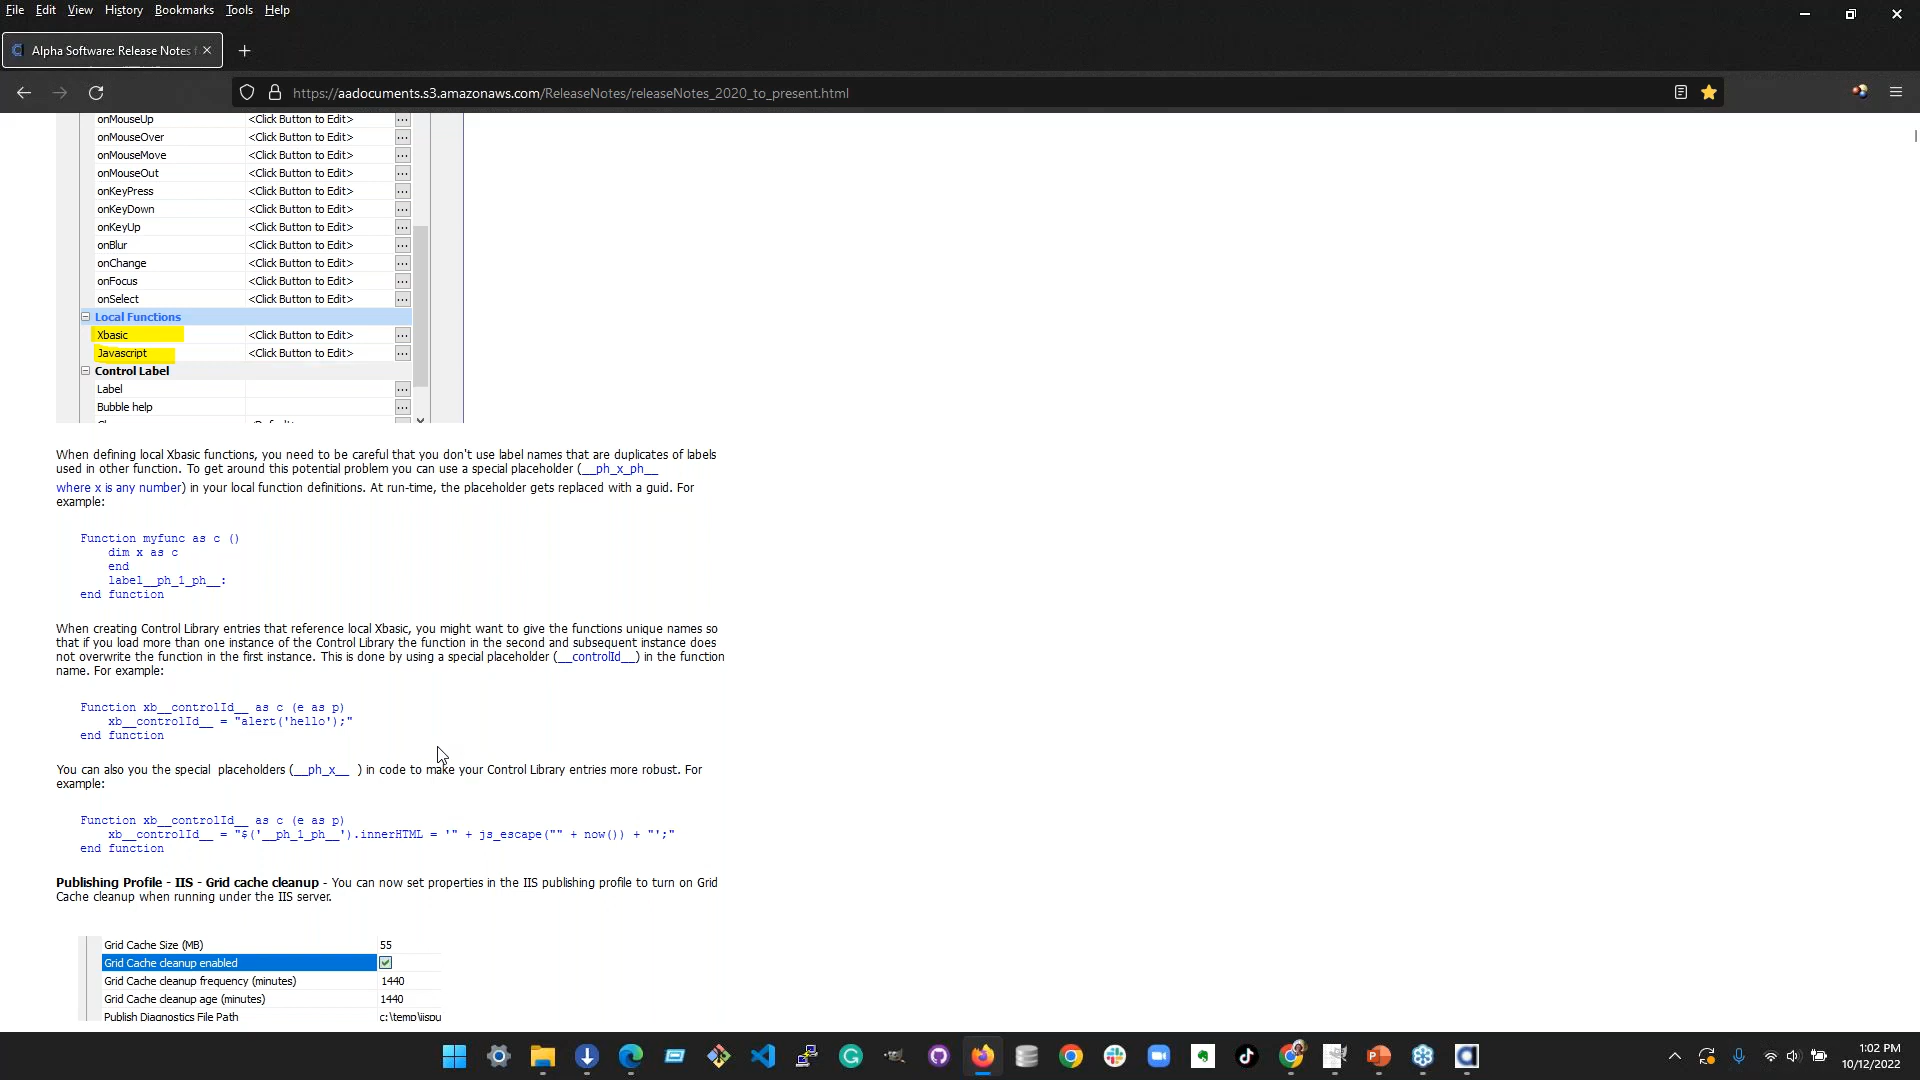 File Edit View History Bookmarks Tools Help
Alpha Software: Release Notes
https://aadocuments.s3.amazonaws.com/ReleaseNotes/releaseNotes_2020_to_present.html
onMouseUp <Click Button to Edit> ...
onMouseOver <Click Button to Edit> ...
onMouseMove <Click Button to Edit> ...
onMouseOut <Click Button to Edit> ...
onKeyPress <Click Button to Edit> ...
onKeyDown <Click Button to Edit> ...
onKeyUp <Click Button to Edit> ...
onBlur <Click Button to Edit> ...
onChange <Click Button to Edit> ...
onFocus <Click Button to Edit> ...
onSelect <Click Button to Edit> ...
Local Functions
Xbasic <Click Button to Edit> ...
Javascript <Click Button to Edit> ...
Control Label
Label ...
Bubble help ...
When defining local Xbasic functions, you need to be careful that you don't use label names that are duplicates of labels
used in other function. To get around this potential problem you can use a special placeholder (__ph_x_ph__
where x is any number) in your local function definitions. At run-time, the placeholder gets replaced with a guid. For
example:
Function myfunc as c ()
dim x as c
end
label__ph_1_ph__:
end function
When creating Control Library entries that reference local Xbasic, you might want to give the functions unique names so
that if you load more than one instance of the Control Library the function in the second and subsequent instance does
not overwrite the function in the first instance. This is done by using a special placeholder (__controlId__) in the function
name. For example:
Function xb__controlId__ as c (e as p)
xb__controlId__ = "alert('hello');"
end function
You can also you the special placeholders (__ph_x__ ) in code to make your Control Library entries more robust. For
example:
Function xb__controlId__ as c (e as p)
xb__controlId__ = "$('__ph_1_ph__').innerHTML = '" + js_escape("" + now()) + "';"
end function
Publishing Profile - IIS - Grid cache cleanup - You can now set properties in the IIS publishing profile to turn on Grid
Cache cleanup when running under the IIS server.
Grid Cache Size (MB) 55
Grid Cache cleanup enabled
Grid Cache cleanup frequency (minutes) 1440
Grid Cache cleanup age (minutes) 1440
Publish Diagnostics File Path c:\temp\iispu
1:02 PM
10/12/2022